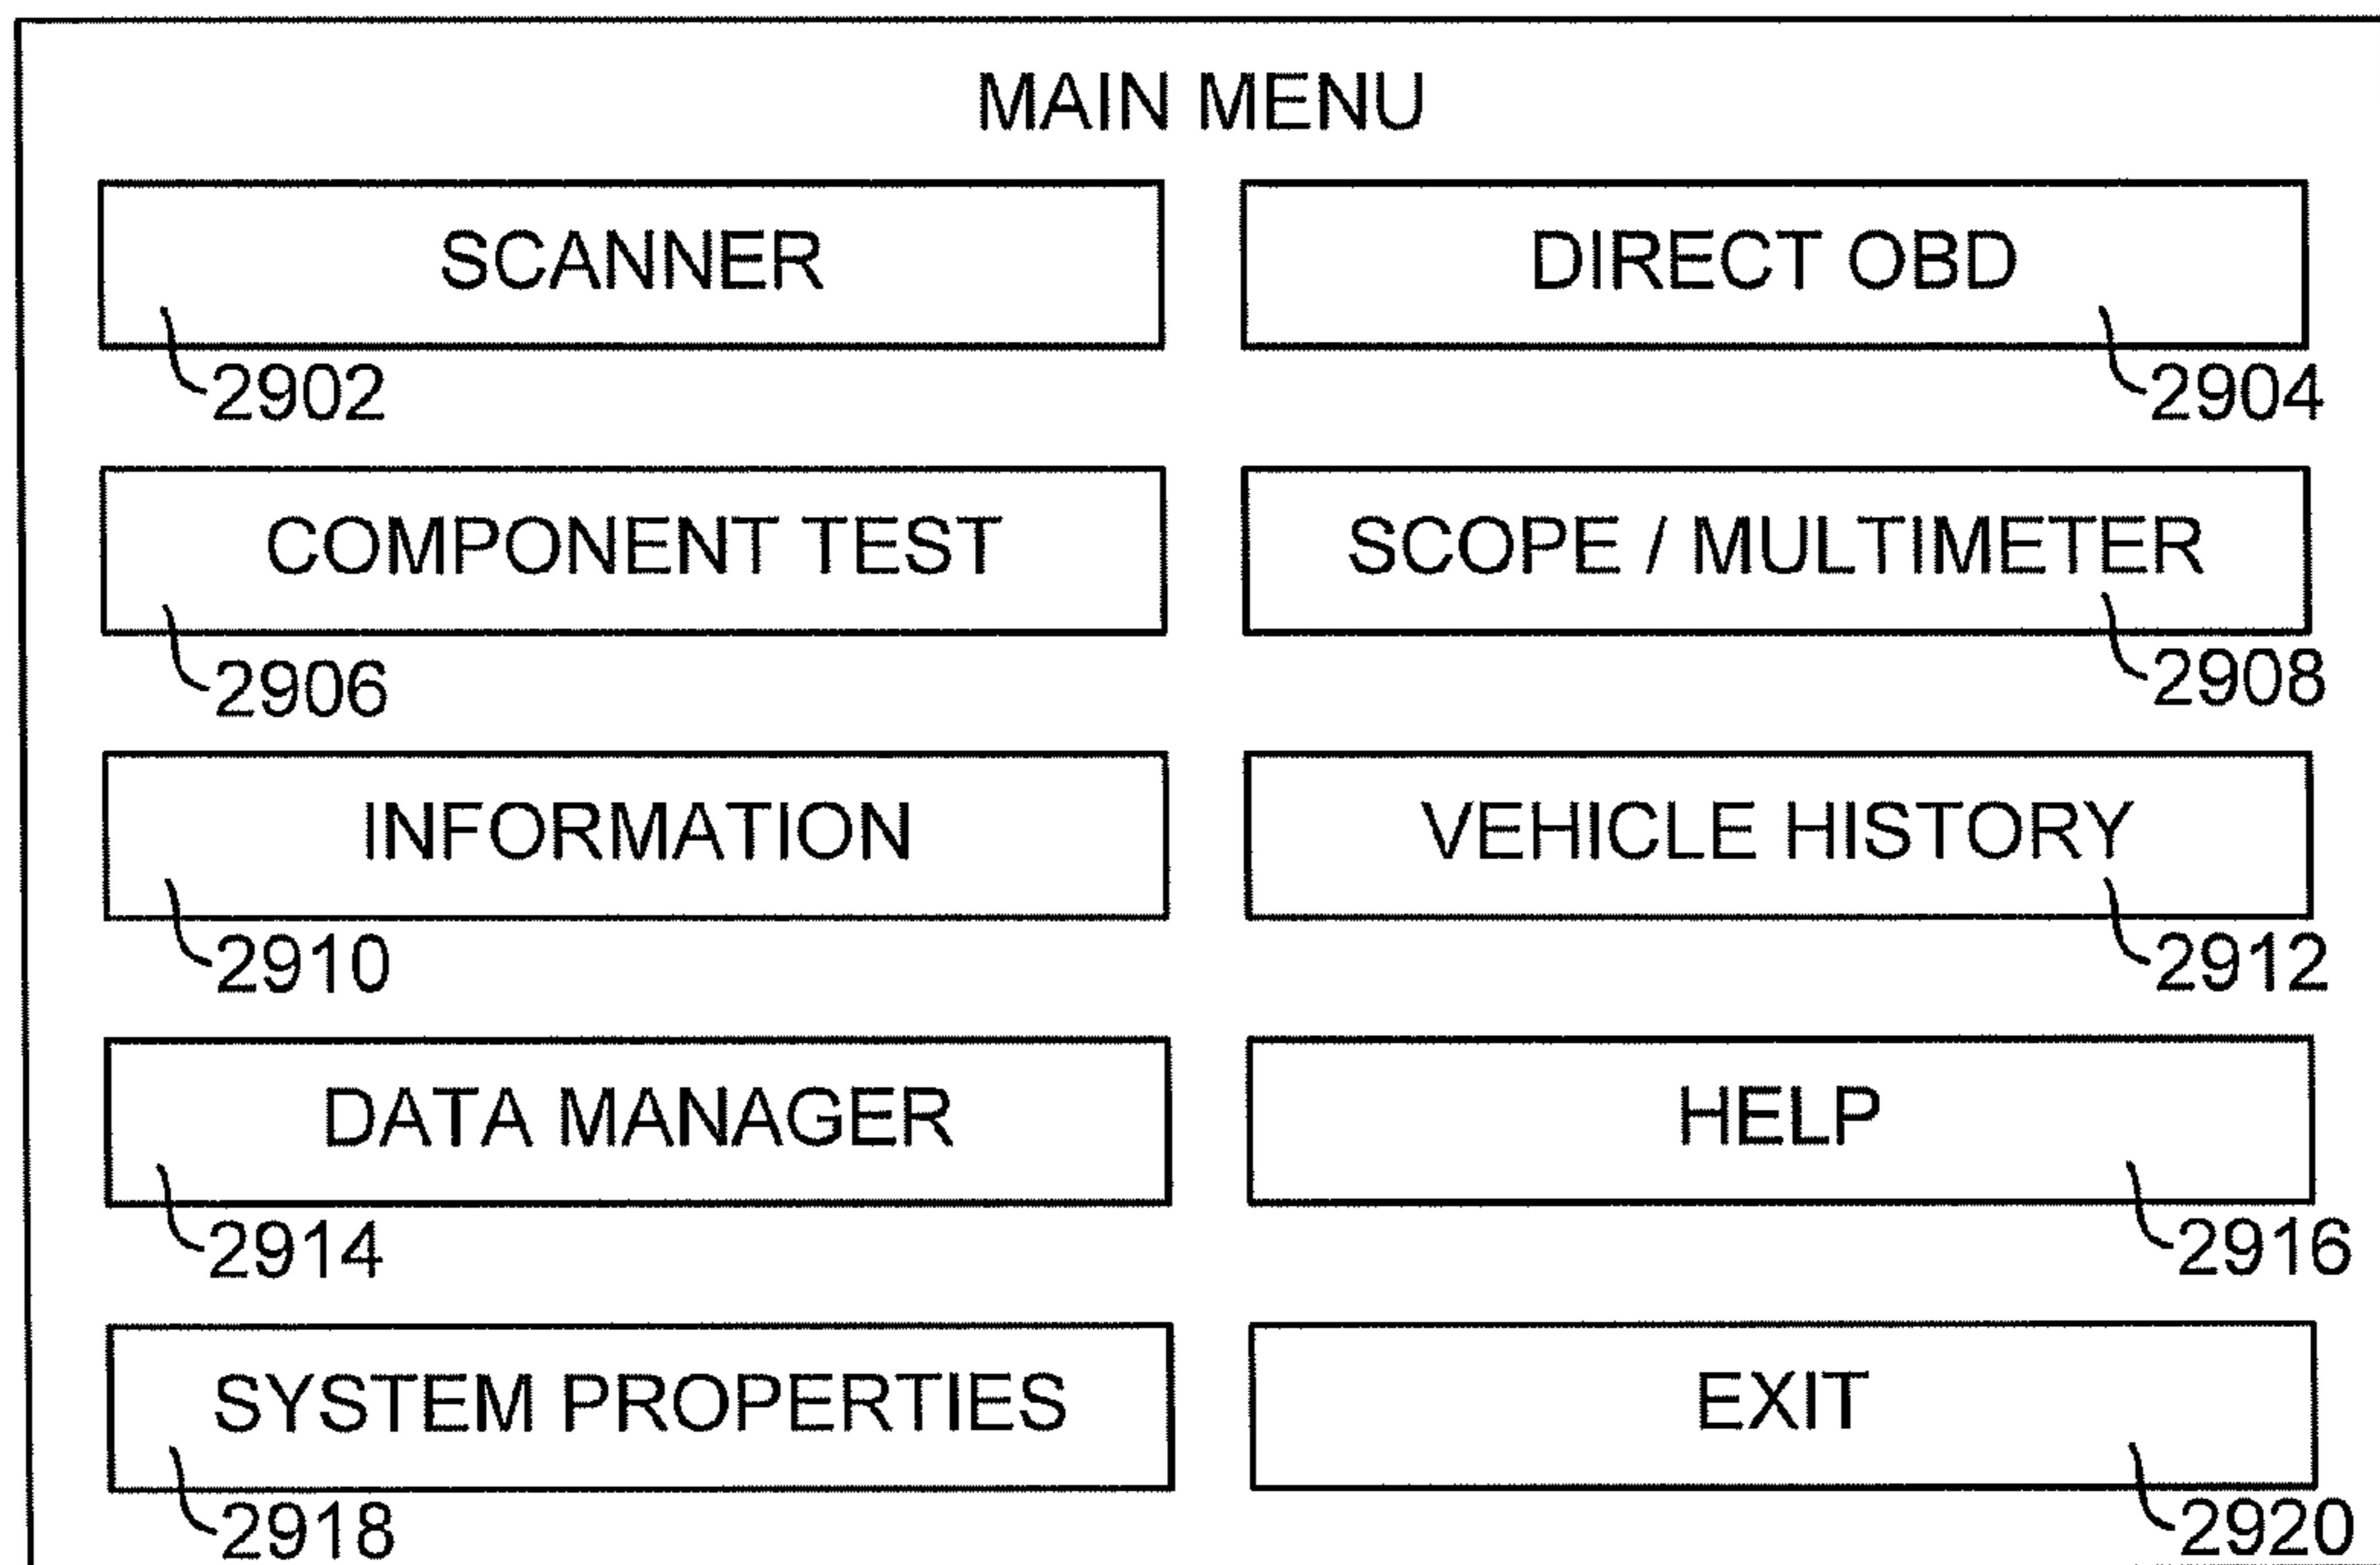 MAIN MENU
SCANNER
DIRECT OBD
2902
2904
COMPONENT TEST
SCOPE / MULTIMETER
2906
2908
INFORMATION
VEHICLE HISTORY
2910
2912
DATA MANAGER
HELP
2914
2916
SYSTEM PROPERTIES
EXIT
2918
2920